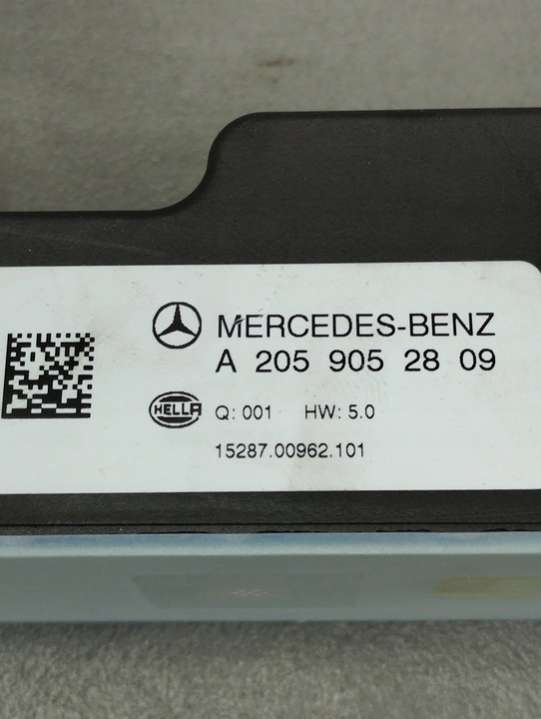 MERCEDES-BENZ
A 205 905 28 09
HELLA
Q: 001 HW: 5.0
15287.00962.101